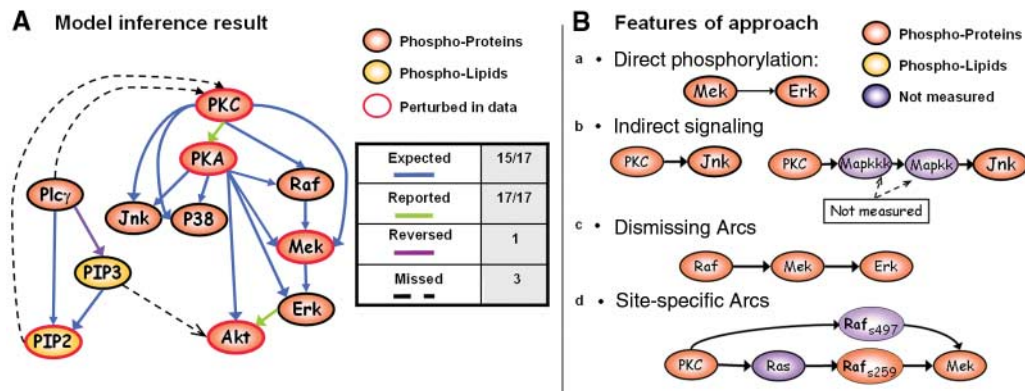 A Model inference result
Phospho-Proteins
Phospho-Lipids
Perturbed in data
PKC
PKA
Raf
Plcγ
Jnk
P38
Mek
PIP3
Erk
PIP2
Akt
Expected 15/17
Reported 17/17
Reversed 1
Missed 3
B Features of approach
Phospho-Proteins
Phospho-Lipids
Not measured
a • Direct phosphorylation:
Mek Erk
b • Indirect signaling
PKC Jnk PKC Mapkkk Mapkk Jnk
Not measured
c • Dismissing Arcs
Raf Mek Erk
d • Site-specific Arcs
Raf s497
PKC Ras Raf s259 Mek